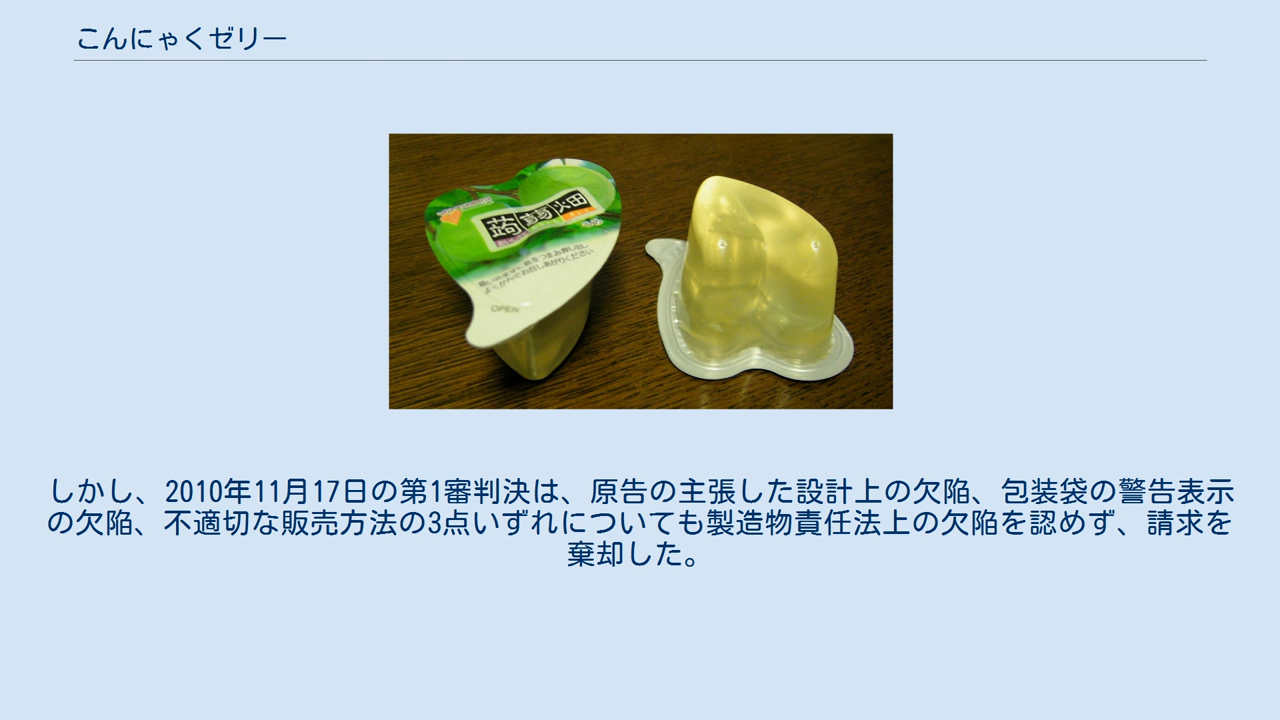 こんにゃくゼリー
蒟蒻畑
OPEN
しかし、2010年11月17日の第1審判決は、原告の主張した設計上の欠陥、包装袋の警告表示
の欠陥、不適切な販売方法の3点いずれについても製造物責任法上の欠陥を認めず、請求を
棄却した。